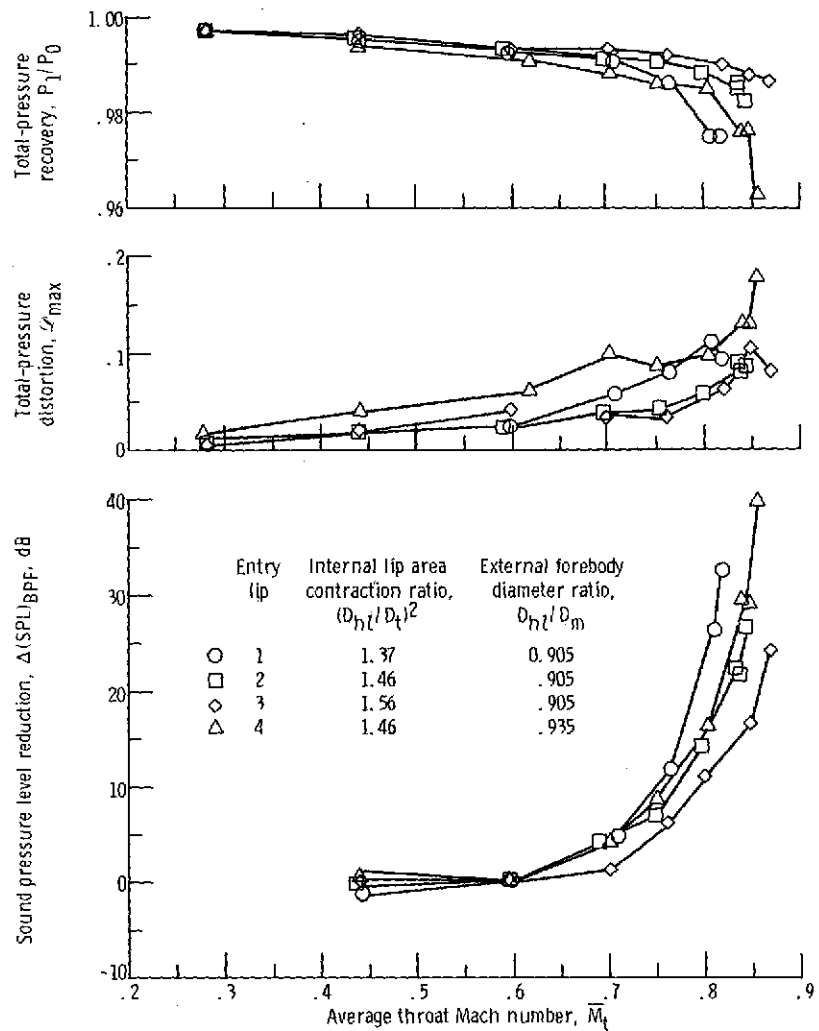 1.00
.98
.96
Total-pressure
recovery, P1/P0
.2
.1
0
Total-pressure
distortion, 𝒟max
40
30
20
10
0
-10
Sound pressure level reduction, Δ(SPL)BPF, dB
Entry
lip
Internal lip area
contraction ratio,
(Dhl/Dt)2
External forebody
diameter ratio,
Dhl/Dm
1 1.37 0.905
2 1.46 .905
3 1.56 .905
4 1.46 .935
.2 .3 .4 .5 .6 .7 .8 .9
Average throat Mach number, M̅t